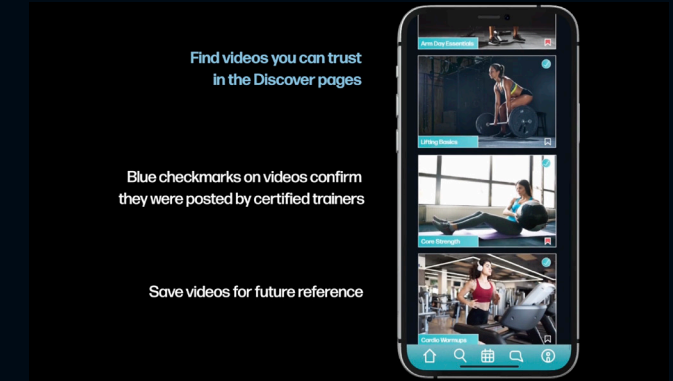 Find videos you can trust
in the Discover pages
Blue checkmarks on videos confirm
they were posted by certified trainers
Save videos for future reference
Arm Day Essentials
Lifting Basics
Core Strength
Cardio Warmups